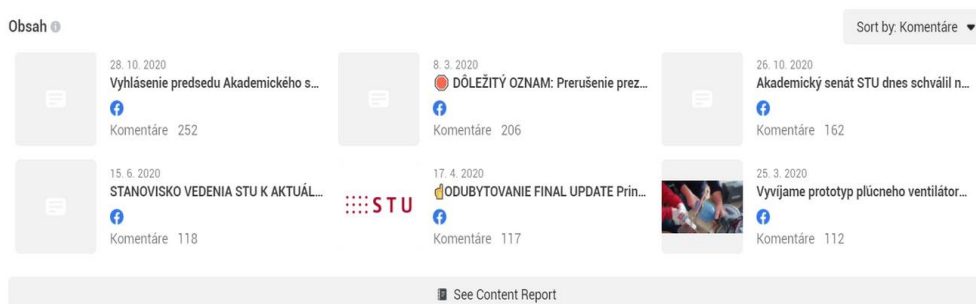 Obsah
Sort by: Komentáre
28. 10. 2020
Vyhlásenie predsedu Akademického s...
Komentáre 252
8. 3. 2020
DÔLEŽITÝ OZNAM: Prerušenie prez...
Komentáre 206
26. 10. 2020
Akademický senát STU dnes schválil n...
Komentáre 162
15. 6. 2020
STANOVISKO VEDENIA STU K AKTUÁL...
Komentáre 118
STU
17. 4. 2020
ODUBYTOVANIE FINAL UPDATE Prin...
Komentáre 117
25. 3. 2020
Vyvíjame prototyp pľúcneho ventilátor...
Komentáre 112
See Content Report